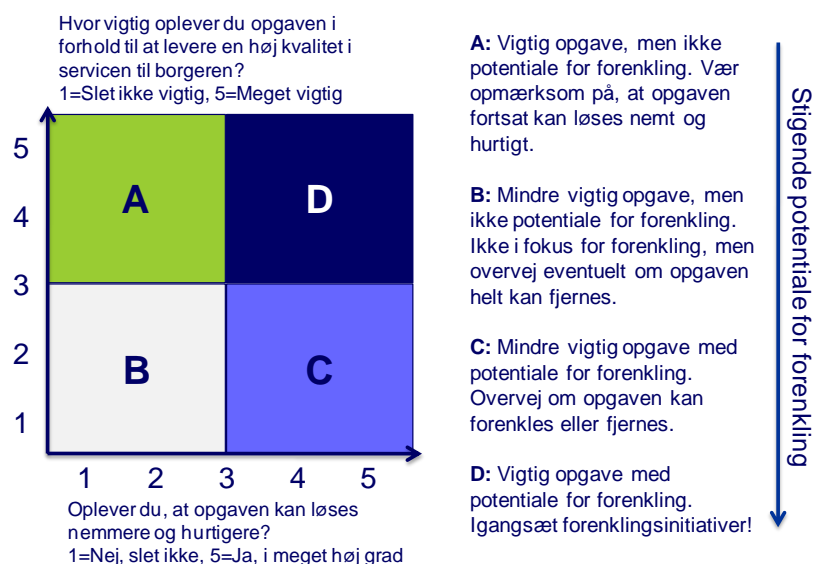 Hvor vigtig oplever du opgaven i
forhold til at levere en høj kvalitet i
servicen til borgeren?
1=Slet ikke vigtig, 5=Meget vigtig
5
4
3
2
1
A
D
B
C
1 2 3 4 5
Oplever du, at opgaven kan løses
nemmere og hurtigere?
1=Nej, slet ikke, 5=Ja, i meget høj grad
A: Vigtig opgave, men ikke
potentiale for forenkling. Vær
opmærksom på, at opgaven
fortsat kan løses nemt og
hurtigt.
B: Mindre vigtig opgave, men
ikke potentiale for forenkling.
Ikke i fokus for forenkling, men
overvej eventuelt om opgaven
helt kan fjernes.
C: Mindre vigtig opgave med
potentiale for forenkling.
Overvej om opgaven kan
forenkles eller fjernes.
D: Vigtig opgave med
potentiale for forenkling.
Igangsæt forenklingsinitiativer!
Stigende potentiale for forenkling